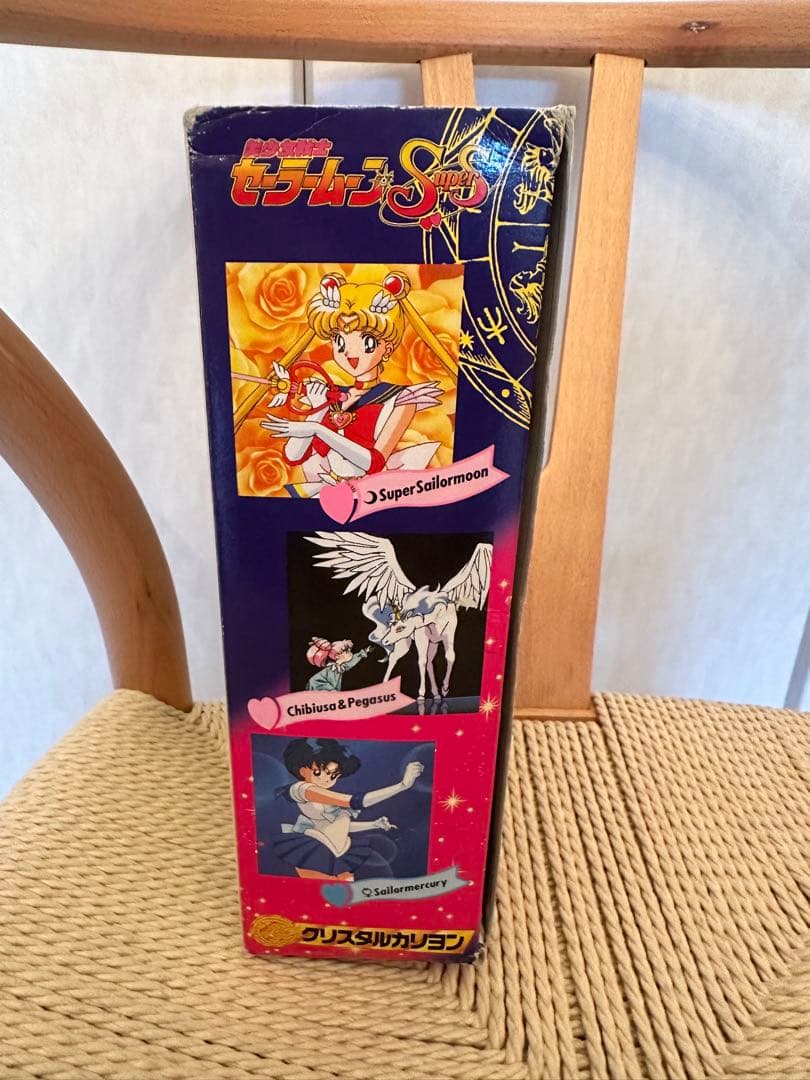 美少女戦士
セーラームーン SuperS
SuperSailormoon
Chibiusa & Pegasus
♀Sailormercury
クリスタルカリヨン